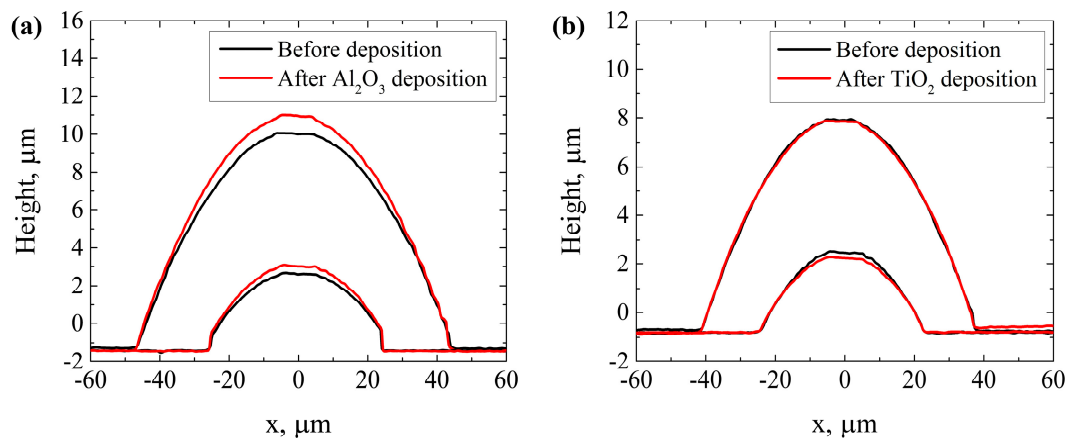 (a)
16
14
12
10
8
6
4
2
0
-2
Height, μm
Before deposition
After Al₂O₃ deposition
-60 -40 -20 0 20 40 60
x, μm
(b)
12
10
8
6
4
2
0
-2
Height, μm
Before deposition
After TiO₂ deposition
-60 -40 -20 0 20 40 60
x, μm